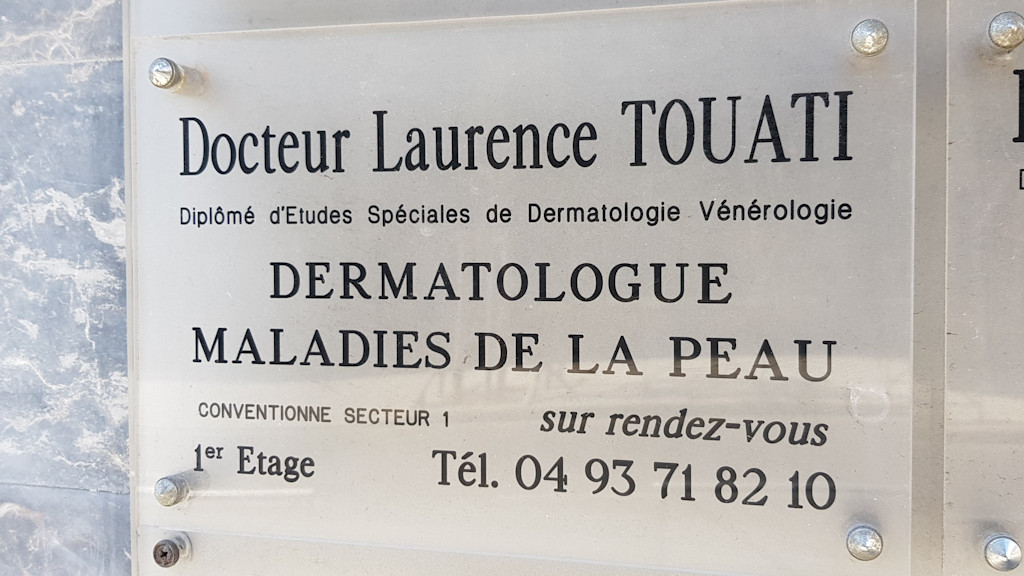 Docteur Laurence TOUATI
Diplômé d'Etudes Spéciales de Dermatologie Vénérologie
DERMATOLOGUE
MALADIES DE LA PEAU
CONVENTIONNE SECTEUR 1
sur rendez-vous
1er Etage
Tél. 04 93 71 82 10